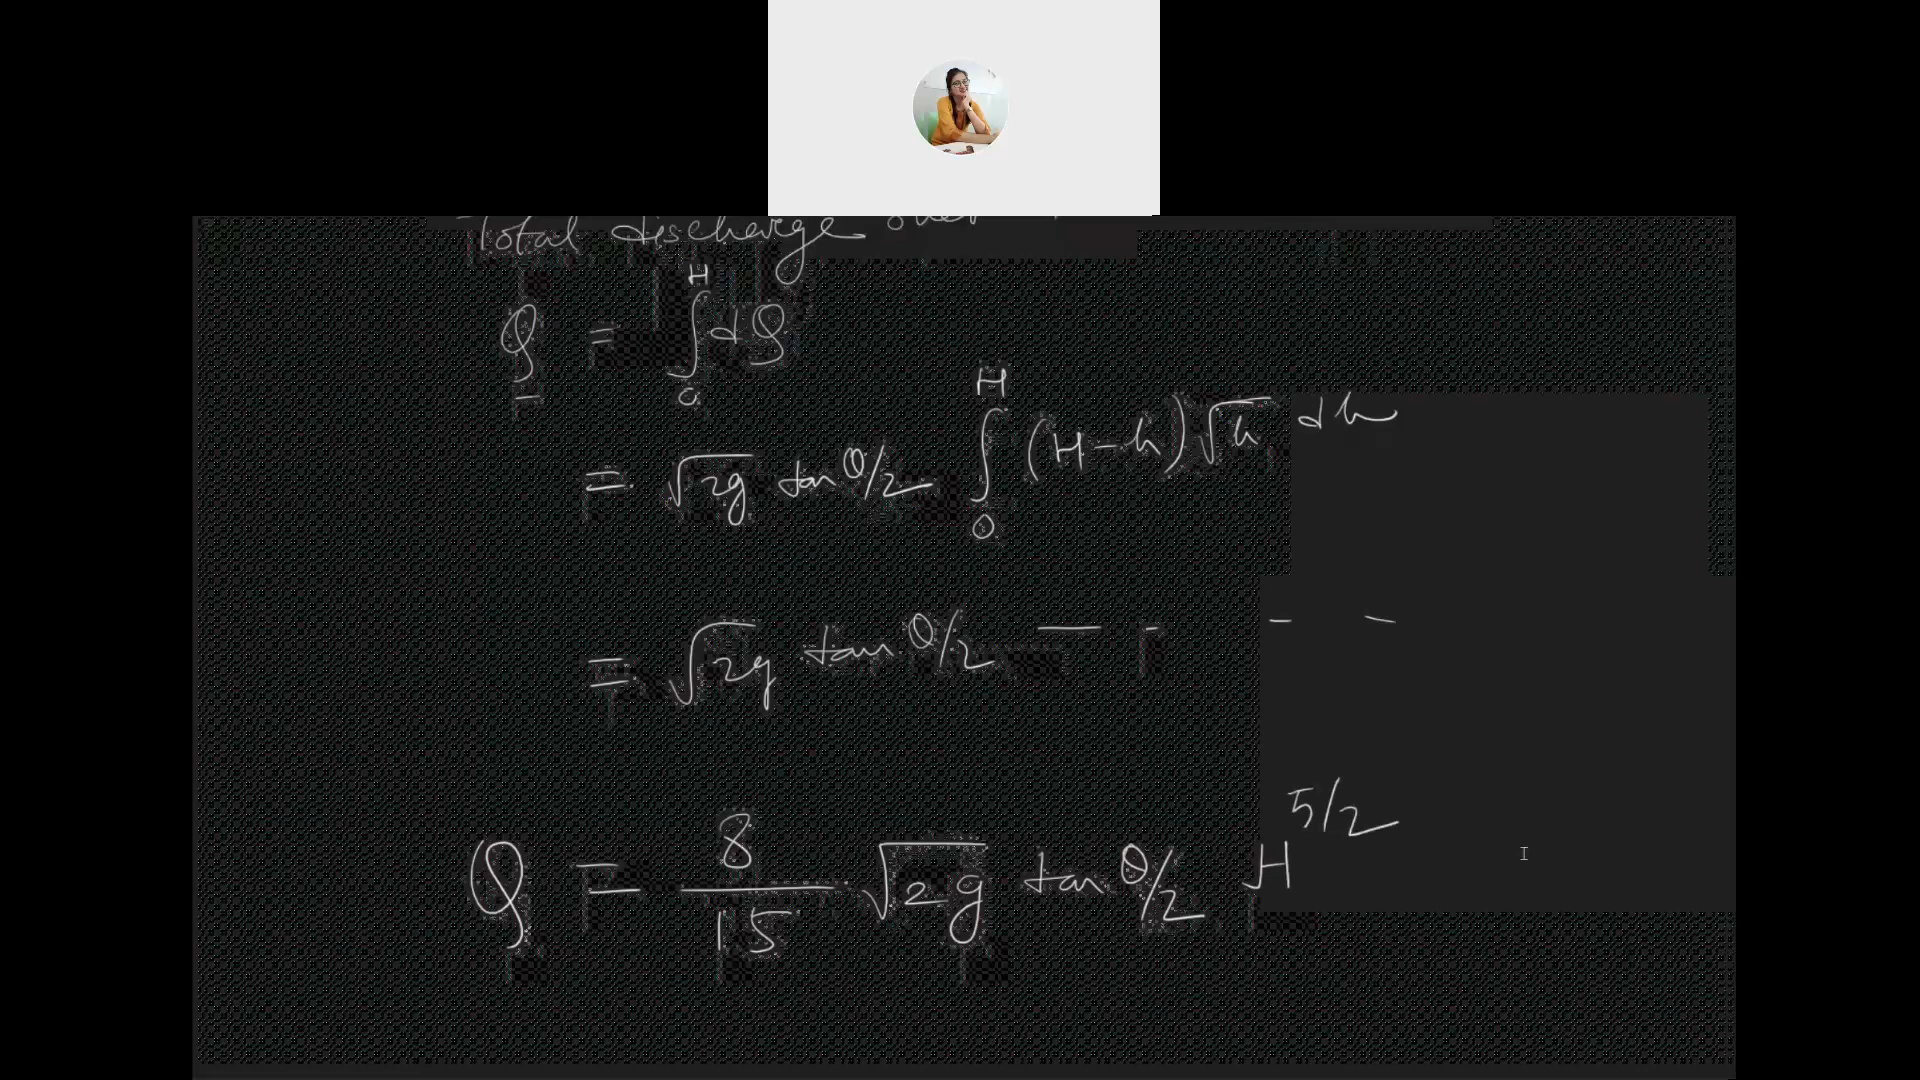 Total discharge over
Q = ∫₀ᴴ dQ
= √2g tan θ/2 ∫₀ᴴ (H-h)√h dh
= √2g tan θ/2 — - - -
Q = 8/15 √2g tan θ/2 H^5/2